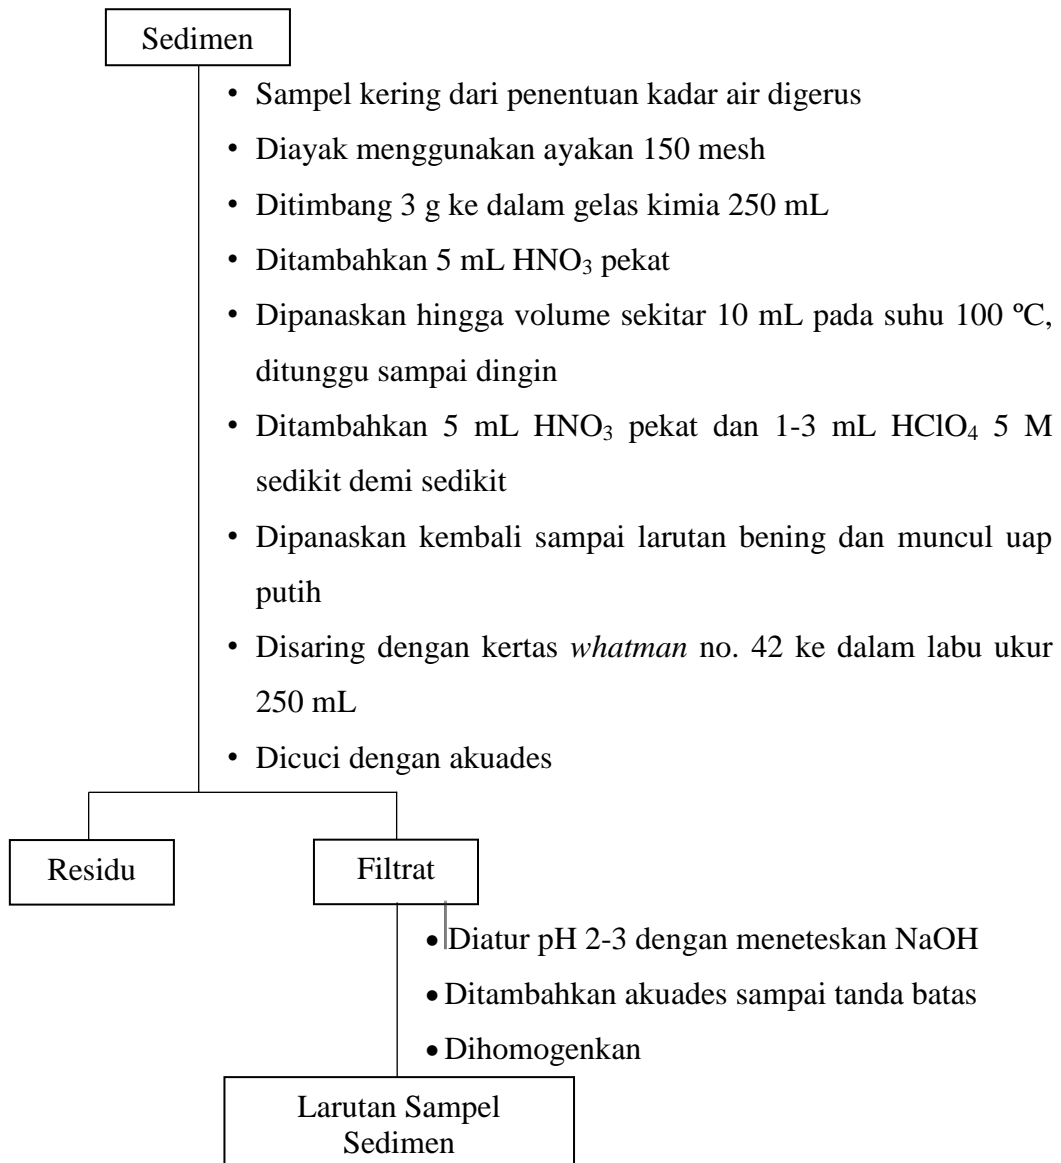 Sedimen
• Sampel kering dari penentuan kadar air digerus
• Diayak menggunakan ayakan 150 mesh
• Ditimbang 3 g ke dalam gelas kimia 250 mL
• Ditambahkan 5 mL HNO₃ pekat
• Dipanaskan hingga volume sekitar 10 mL pada suhu 100 ºC,
ditunggu sampai dingin
• Ditambahkan 5 mL HNO₃ pekat dan 1-3 mL HClO₄ 5 M
sedikit demi sedikit
• Dipanaskan kembali sampai larutan bening dan muncul uap
putih
• Disaring dengan kertas whatman no. 42 ke dalam labu ukur
250 mL
• Dicuci dengan akuades
Residu
Filtrat
• Diatur pH 2-3 dengan meneteskan NaOH
• Ditambahkan akuades sampai tanda batas
• Dihomogenkan
Larutan Sampel
Sedimen